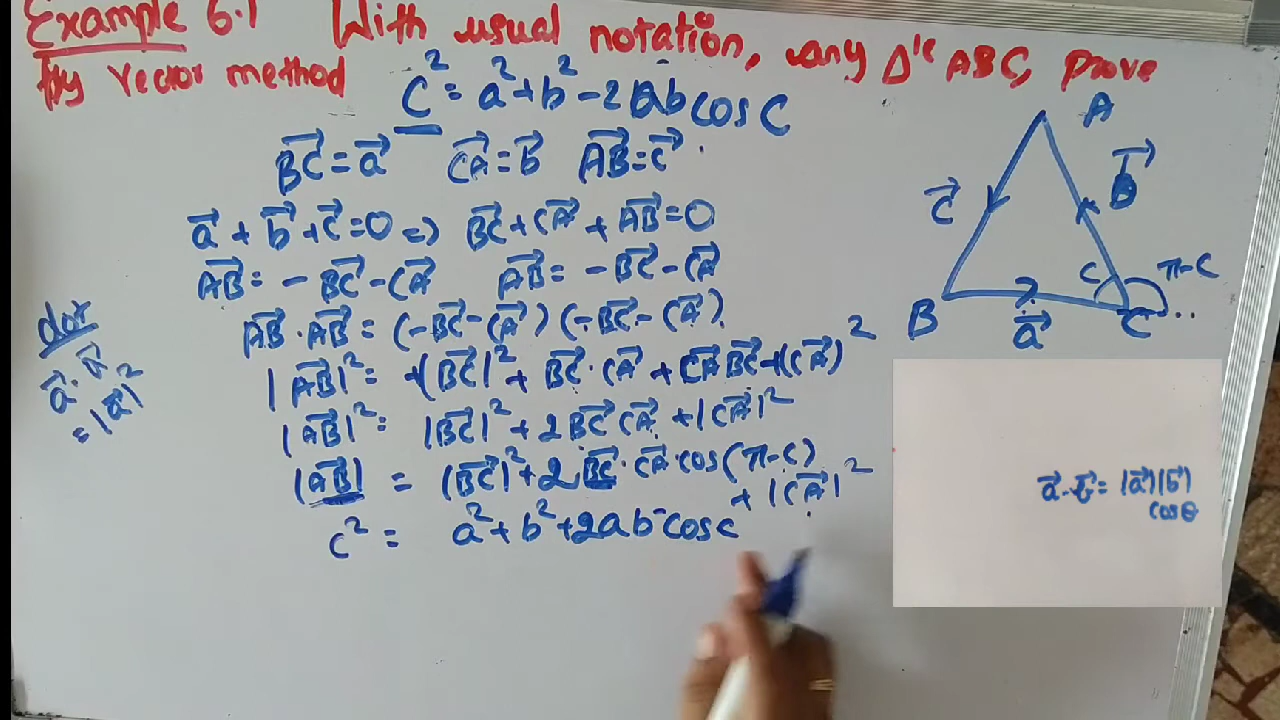 Example 6.1 With usual notation, any Δle ABC, prove
by vector method
c² = a² + b² - 2ab cos C
BC⃗ = a⃗ CA⃗ = b⃗ AB⃗ = c⃗
a⃗ + b⃗ + c⃗ = 0 => BC⃗ + CA⃗ + AB⃗ = 0
AB⃗ = - BC⃗ - CA⃗ AB⃗ = - BC⃗ - CA⃗
AB⃗ · AB⃗ = (-BC⃗ - CA⃗) (-BC⃗ - CA⃗)
|AB⃗|² = +(BC⃗|² + BC⃗ · CA⃗ + CA⃗ BC⃗ + |(CA⃗)²
|AB⃗|² = |BC⃗|² + 2 BC⃗ CA⃗ + |CA⃗|²
|AB⃗| = |BC⃗|² + 2 BC⃗ · CA⃗ · cos(π-C)
+ |CA⃗|²
c² = a² + b² + 2ab - cos c
dot
a⃗ · a⃗
= |a⃗|²
A
c⃗
b⃗
C
π-C
B
a⃗
C
a⃗ · b⃗ = |a⃗| |b⃗|
cos θ